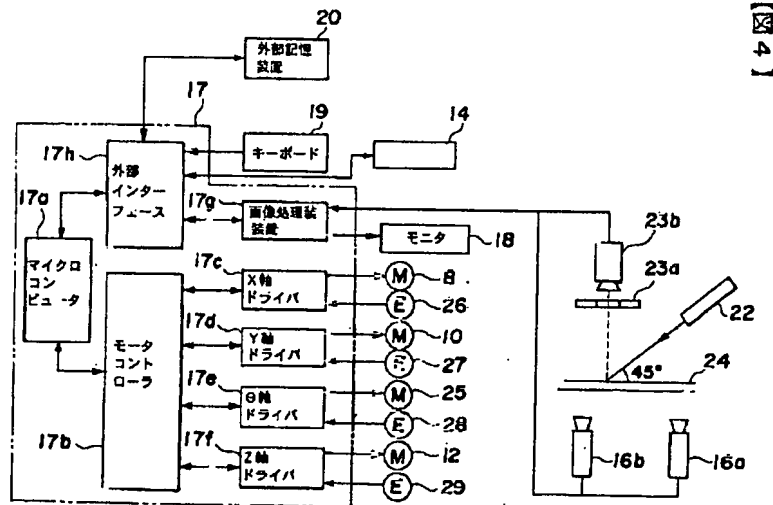 【図4】
20
外部記憶
装置
17
19
キーボード
14
17h
外部
インター
フェース
17a
マイクロ
コン
ピュータ
17g
画像処理装
装置
モニタ
18
23b
23a
22
45°
24
17c
X軸
ドライバ
M
8
E
26
17d
Y軸
ドライバ
M
10
E
27
モータ
コント
ローラ
17b
17e
Θ軸
ドライバ
M
25
E
28
17f
Z軸
ドライバ
M
12
E
29
16b
16a